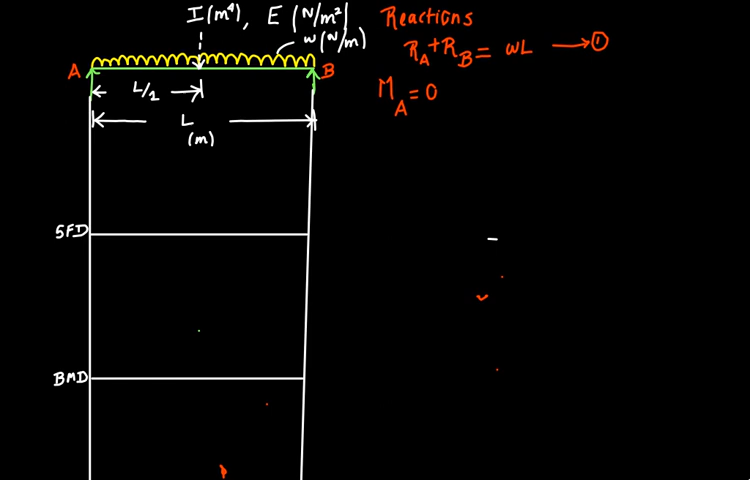 I(m⁴), E (N/m²)
w(N/m)
A
B
L/2
L
(m)
SFD
BMD
Reactions
R_A + R_B = wL → ①
M_A = 0